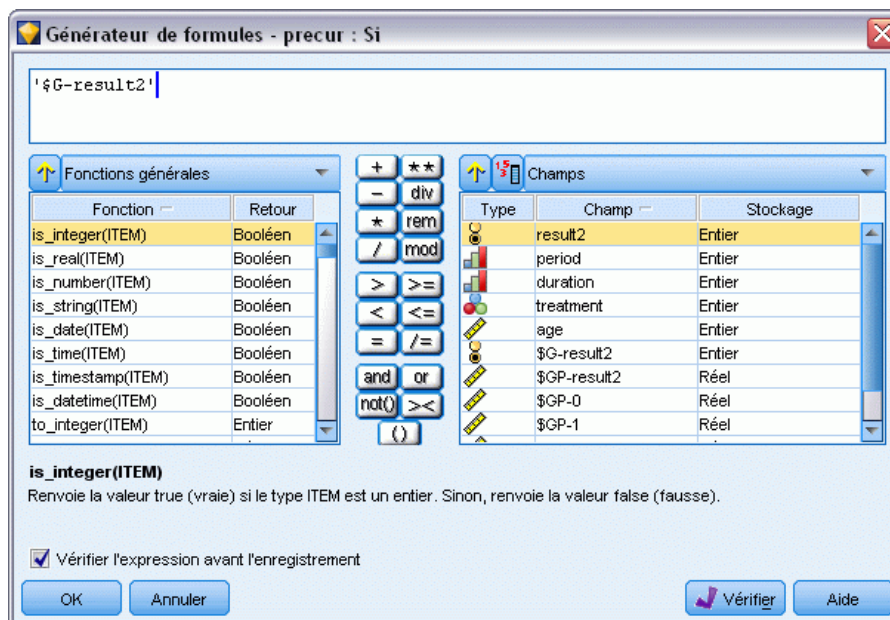 Générateur de formules - precur : Si
'$G-result2'
Fonctions générales
Fonction Retour
is_integer(ITEM) Booléen
is_real(ITEM) Booléen
is_number(ITEM) Booléen
is_string(ITEM) Booléen
is_date(ITEM) Booléen
is_time(ITEM) Booléen
is_timestamp(ITEM) Booléen
is_datetime(ITEM) Booléen
to_integer(ITEM) Entier
+ **
- div
* rem
/ mod
> >=
< <=
= /=
and or
not() ><
()
Champs
Type Champ Stockage
result2 Entier
period Entier
duration Entier
treatment Entier
age Entier
$G-result2 Entier
$GP-result2 Réel
$GP-0 Réel
$GP-1 Réel
is_integer(ITEM)
Renvoie la valeur true (vraie) si le type ITEM est un entier. Sinon, renvoie la valeur false (fausse).
Vérifier l'expression avant l'enregistrement
OK Annuler Vérifier Aide